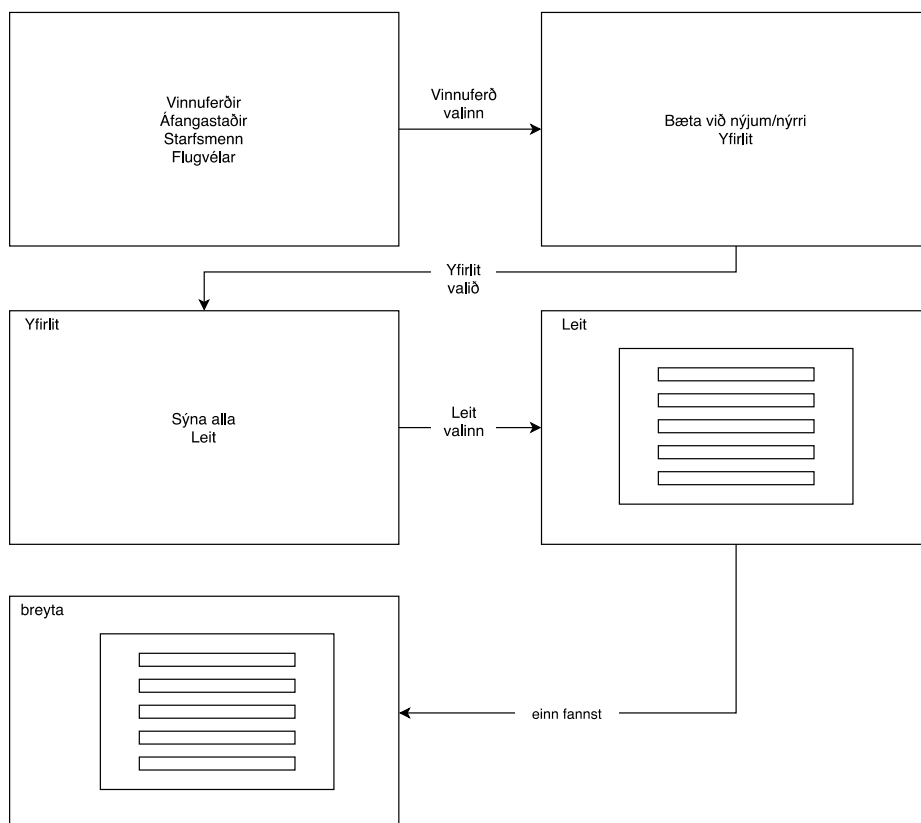 Vinnuferðir
Áfangastaðir
Starfsmenn
Flugvélar
Vinnuferð
valinn
Bæta við nýjum/nýrri
Yfirlit
Yfirlit
valið
Yfirlit
Sýna alla
Leit
Leit
valinn
Leit
breyta
einn fannst